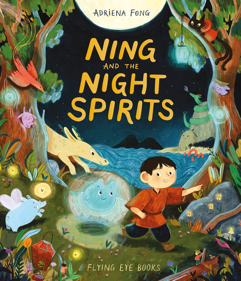 ADRIENA FONG
NING
AND THE
NIGHT
SPIRITS
FLYING EYE BOOKS